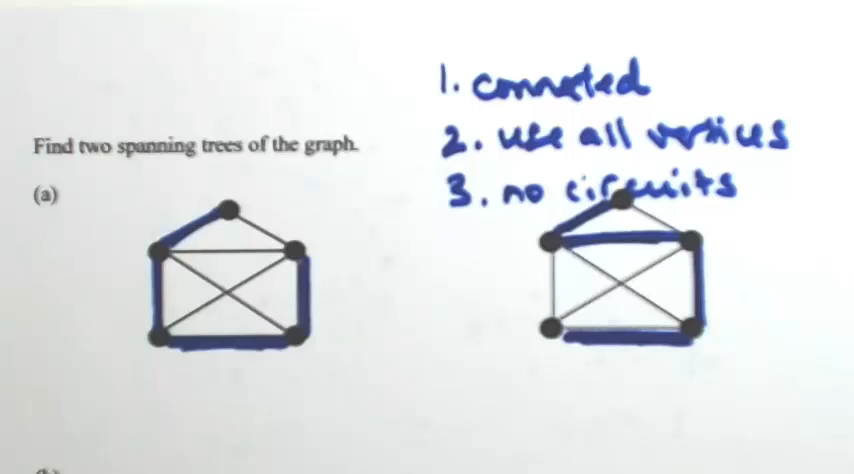 1. connected
Find two spanning trees of the graph.
2. use all vertices
(a)
3. no circuits